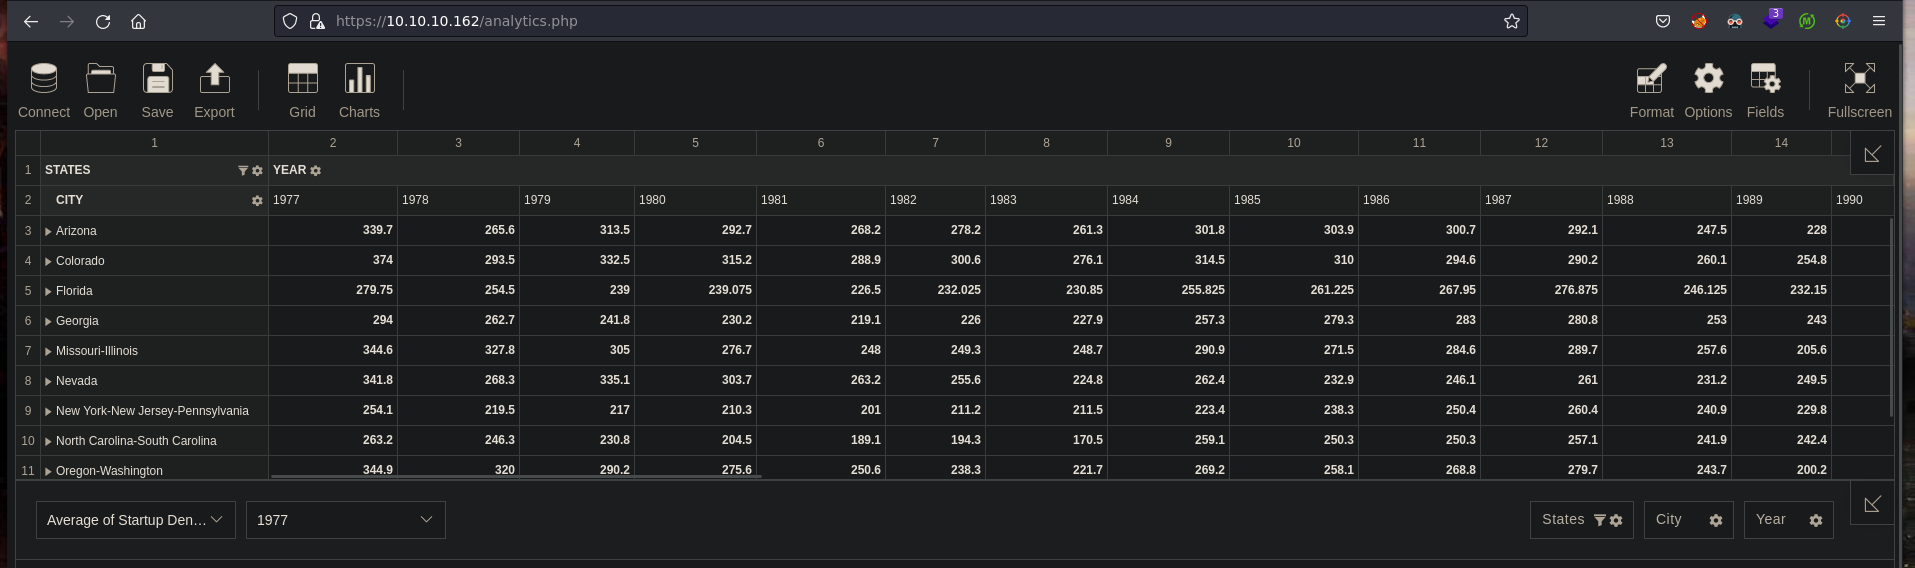 https://10.10.10.162/analytics.php
3
Connect Open Save Export Grid Charts Format Options Fields Fullscreen
1 2 3 4 5 6 7 8 9 10 11 12 13 14
1 STATES YEAR
2 CITY 1977 1978 1979 1980 1981 1982 1983 1984 1985 1986 1987 1988 1989 1990
3 Arizona 339.7 265.6 313.5 292.7 268.2 278.2 261.3 301.8 303.9 300.7 292.1 247.5 228
4 Colorado 374 293.5 332.5 315.2 288.9 300.6 276.1 314.5 310 294.6 290.2 260.1 254.8
5 Florida 279.75 254.5 239 239.075 226.5 232.025 230.85 255.825 261.225 267.95 276.875 246.125 232.15
6 Georgia 294 262.7 241.8 230.2 219.1 226 227.9 257.3 279.3 283 280.8 253 243
7 Missouri-Illinois 344.6 327.8 305 276.7 248 249.3 248.7 290.9 271.5 284.6 289.7 257.6 205.6
8 Nevada 341.8 268.3 335.1 303.7 263.2 255.6 224.8 262.4 232.9 246.1 261 231.2 249.5
9 New York-New Jersey-Pennsylvania 254.1 219.5 217 210.3 201 211.2 211.5 223.4 238.3 250.4 260.4 240.9 229.8
10 North Carolina-South Carolina 263.2 246.3 230.8 204.5 189.1 194.3 170.5 259.1 250.3 250.3 257.1 241.9 242.4
11 Oregon-Washington 344.9 320 290.2 275.6 250.6 238.3 221.7 269.2 258.1 268.8 279.7 243.7 200.2
Average of Startup Den... 1977 States City Year